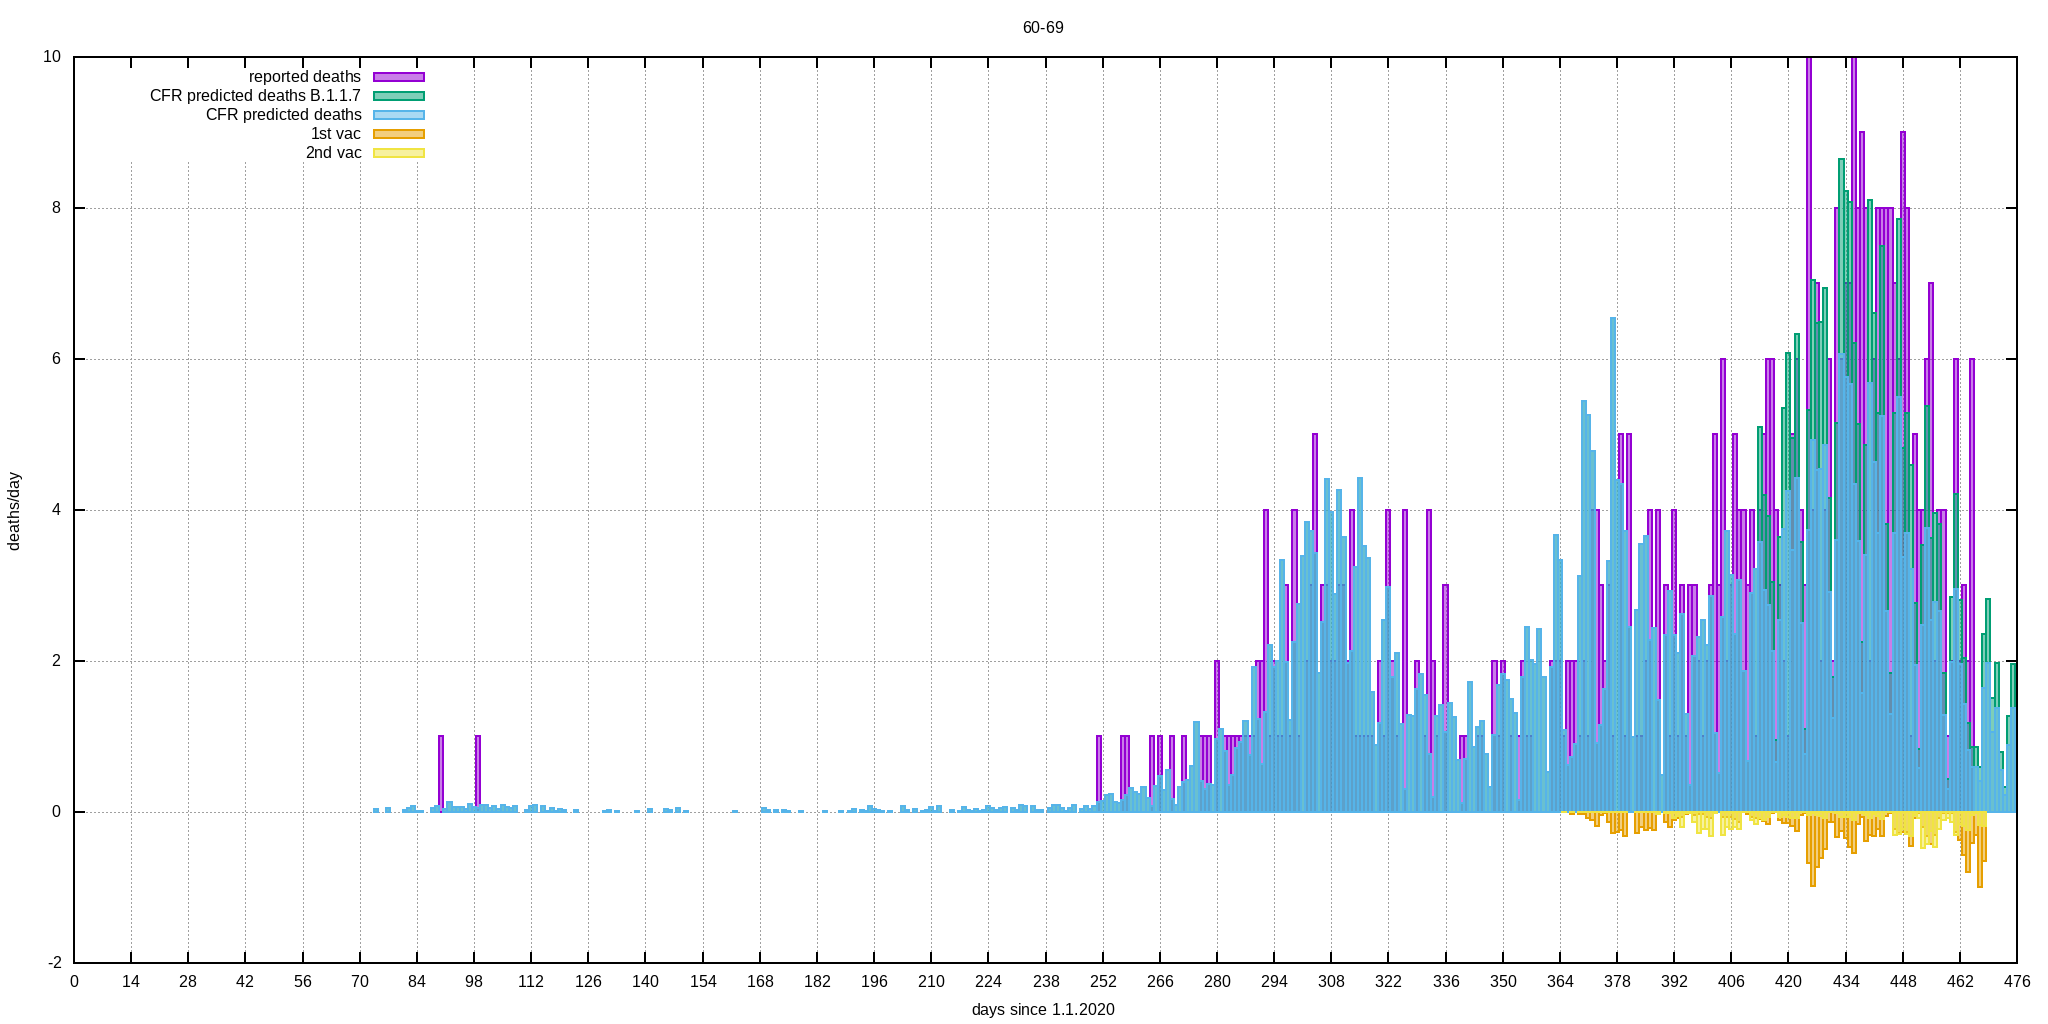 60-69
reported deaths
CFR predicted deaths B.1.1.7
CFR predicted deaths
1st vac
2nd vac
deaths/day
10
8
6
4
2
0
-2
0 14 28 42 56 70 84 98 112 126 140 154 168 182 196 210 224 238 252 266 280 294 308 322 336 350 364 378 392 406 420 434 448 462 476
days since 1.1.2020